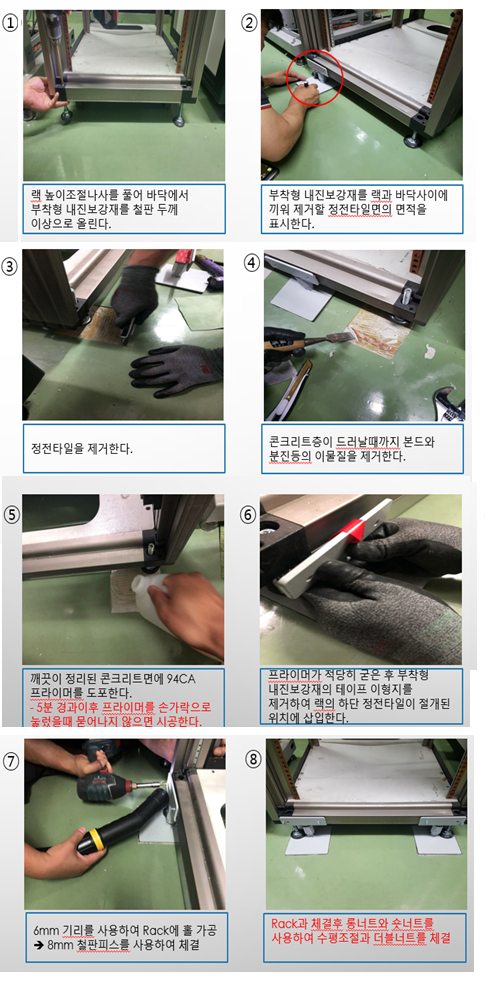 ①
랙 높이조절나사를 풀어 바닥에서
부착형 내진보강재를 철판 두께
이상으로 올린다.
②
부착형 내진보강재를 랙과 바닥사이에
끼워 제거할 정전타일면의 면적을
표시한다.
③
정전타일을 제거한다.
④
콘크리트층이 드러날때까지 본드와
분진등의 이물질을 제거한다.
⑤
깨끗이 정리된 콘크리트면에 94CA
프라이머를 도포한다.
- 5분 경과이후 프라이머를 손가락으로
눌렀을때 묻어나지 않으면 시공한다.
⑥
프라이머가 적당히 굳은 후 부착형
내진보강재의 테이프 이형지를
제거하여 랙의 하단 정전타일이 절개된
위치에 삽입한다.
⑦
6mm 기리를 사용하여 Rack에 홀 가공
➔ 8mm 철판피스를 사용하여 체결
⑧
Rack과 체결후 롱너트와 숏너트를
사용하여 수평조절과 더블너트를 체결